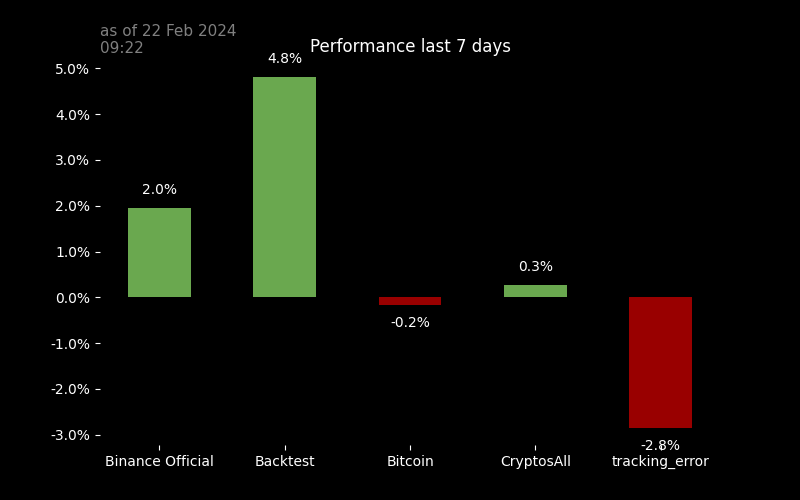 as of 22 Feb 2024
09:22
Performance last 7 days
5.0%
4.0%
3.0%
2.0%
1.0%
0.0%
-1.0%
-2.0%
-3.0%
2.0%
4.8%
-0.2%
0.3%
-2.8%
Binance Official
Backtest
Bitcoin
CryptosAll
tracking_error